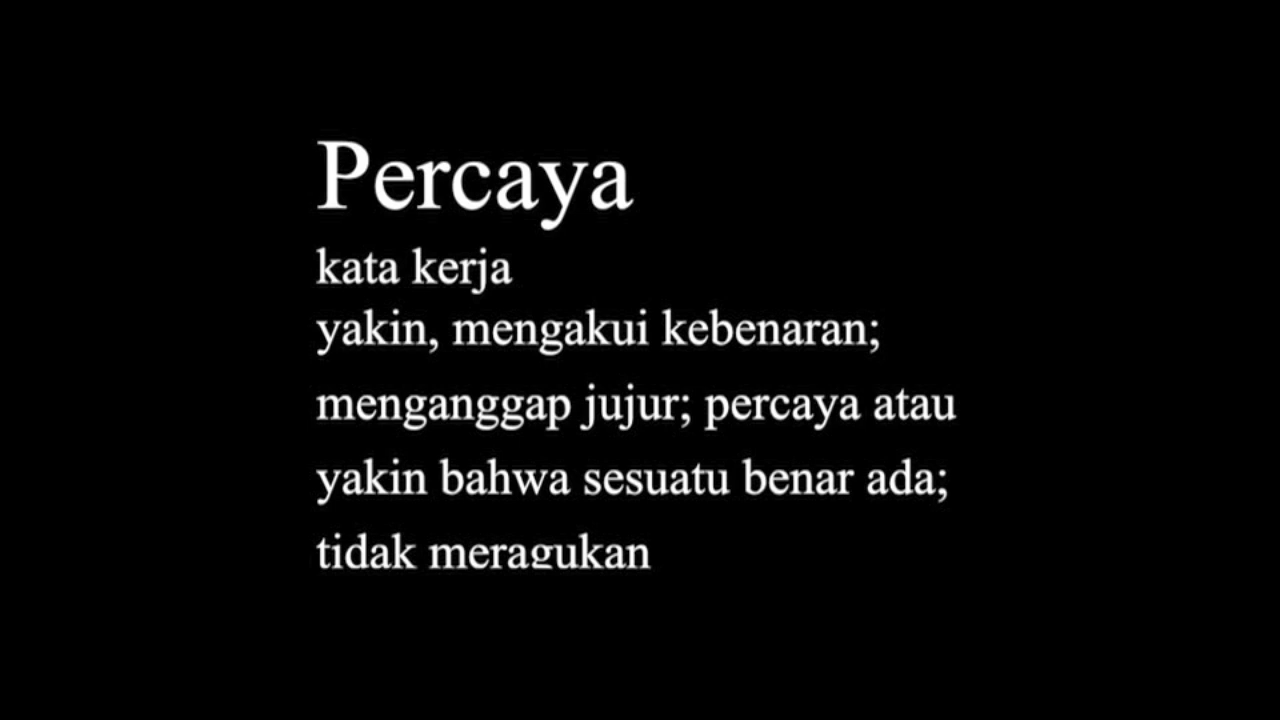 Percaya
kata kerja
yakin, mengakui kebenaran;
menganggap jujur; percaya atau
yakin bahwa sesuatu benar ada;
tidak meragukan